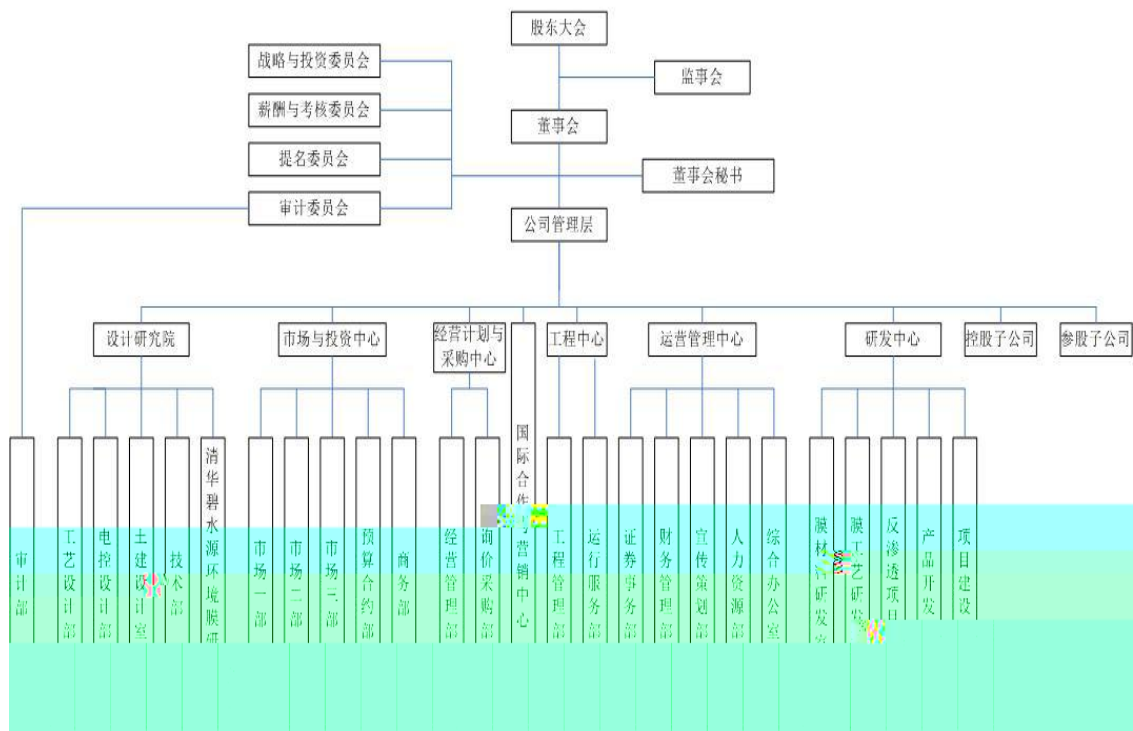 股东大会
战略与投资委员会
监事会
薪酬与考核委员会
董事会
提名委员会
董事会秘书
审计委员会
公司管理层
设计研究院
市场与投资中心
经营计划与
采购中心
工程中心
运营管理中心
研发中心
控股子公司
参股子公司
审计部
工艺设计部
电控设计部
土建设计室
技术部
清华碧水源环境膜研
市场一部
市场二部
市场三部
预算合约部
商务部
经营管理部
询价采购部
国际合作与营销中心
工程管理部
运行服务部
证券事务部
财务管理部
宣传策划部
人力资源部
综合办公室
膜材料研发室
膜工艺研发
反渗透项目
产品开发
项目建设